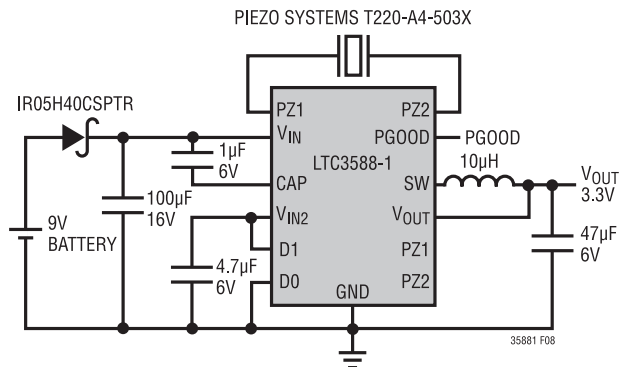 PIEZO SYSTEMS T220-A4-503X
IR05H40CSPTR
PZ1
PZ2
VIN
PGOOD
PGOOD
1µF
6V
LTC3588-1
10µH
CAP
SW
VOUT
3.3V
100µF
16V
VIN2
VOUT
9V
BATTERY
4.7µF
6V
D1
PZ1
47µF
6V
D0
PZ2
GND
35881 F08